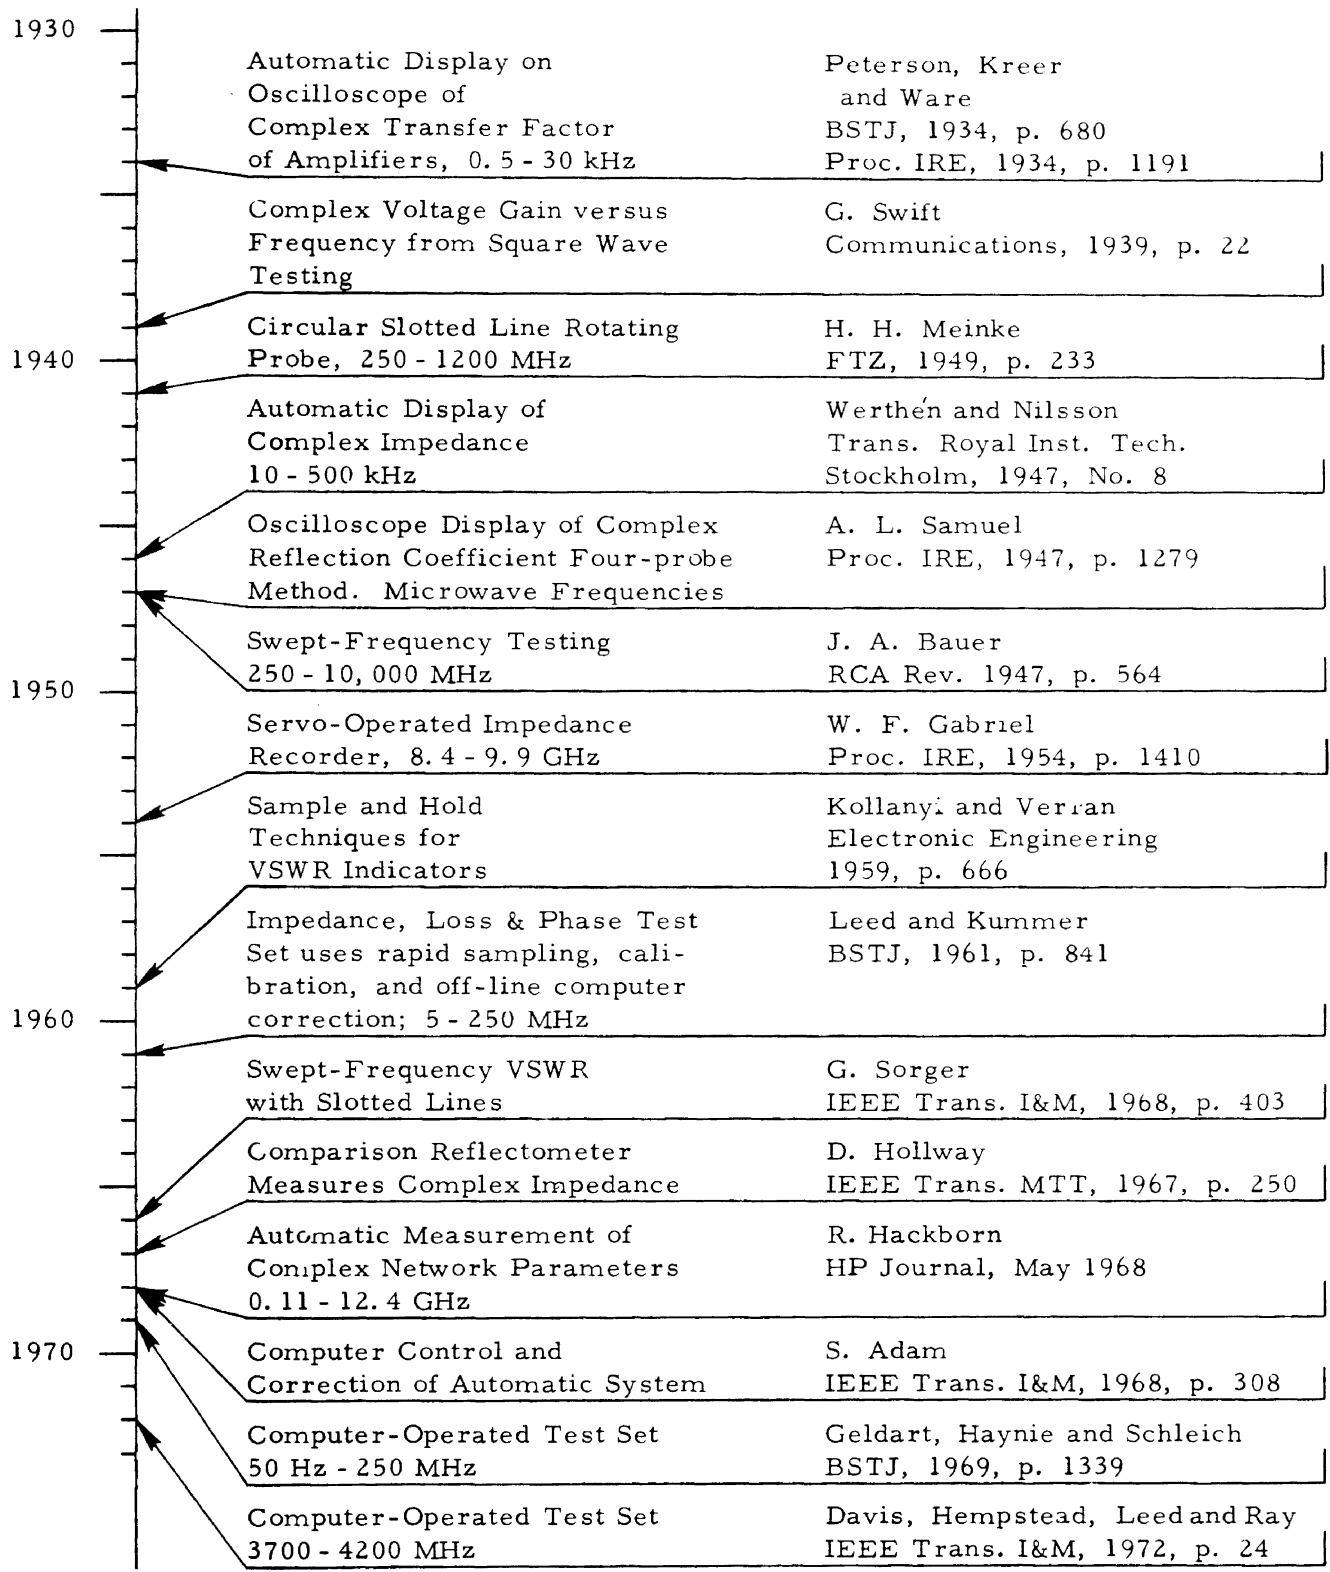 1930
Automatic Display on
Oscilloscope of
Complex Transfer Factor
of Amplifiers, 0.5 - 30 kHz
Peterson, Kreer
and Ware
BSTJ, 1934, p. 680
Proc. IRE, 1934, p. 1191
Complex Voltage Gain versus
Frequency from Square Wave
Testing
G. Swift
Communications, 1939, p. 22
1940
Circular Slotted Line Rotating
Probe, 250 - 1200 MHz
H. H. Meinke
FTZ, 1949, p. 233
Automatic Display of
Complex Impedance
10 - 500 kHz
Werthén and Nilsson
Trans. Royal Inst. Tech.
Stockholm, 1947, No. 8
Oscilloscope Display of Complex
Reflection Coefficient Four-probe
Method. Microwave Frequencies
A. L. Samuel
Proc. IRE, 1947, p. 1279
Swept-Frequency Testing
250 - 10,000 MHz
J. A. Bauer
RCA Rev. 1947, p. 564
1950
Servo-Operated Impedance
Recorder, 8.4 - 9.9 GHz
W. F. Gabriel
Proc. IRE, 1954, p. 1410
Sample and Hold
Techniques for
VSWR Indicators
Kollanyi and Verran
Electronic Engineering
1959, p. 666
Impedance, Loss & Phase Test
Set uses rapid sampling, cali-
bration, and off-line computer
correction; 5 - 250 MHz
Leed and Kummer
BSTJ, 1961, p. 841
1960
Swept-Frequency VSWR
with Slotted Lines
G. Sorger
IEEE Trans. I&M, 1968, p. 403
Comparison Reflectometer
Measures Complex Impedance
D. Hollway
IEEE Trans. MTT, 1967, p. 250
Automatic Measurement of
Complex Network Parameters
0.11 - 12.4 GHz
R. Hackborn
HP Journal, May 1968
1970
Computer Control and
Correction of Automatic System
S. Adam
IEEE Trans. I&M, 1968, p. 308
Computer-Operated Test Set
50 Hz - 250 MHz
Geldart, Haynie and Schleich
BSTJ, 1969, p. 1339
Computer-Operated Test Set
3700 - 4200 MHz
Davis, Hempstead, Leed and Ray
IEEE Trans. I&M, 1972, p. 24